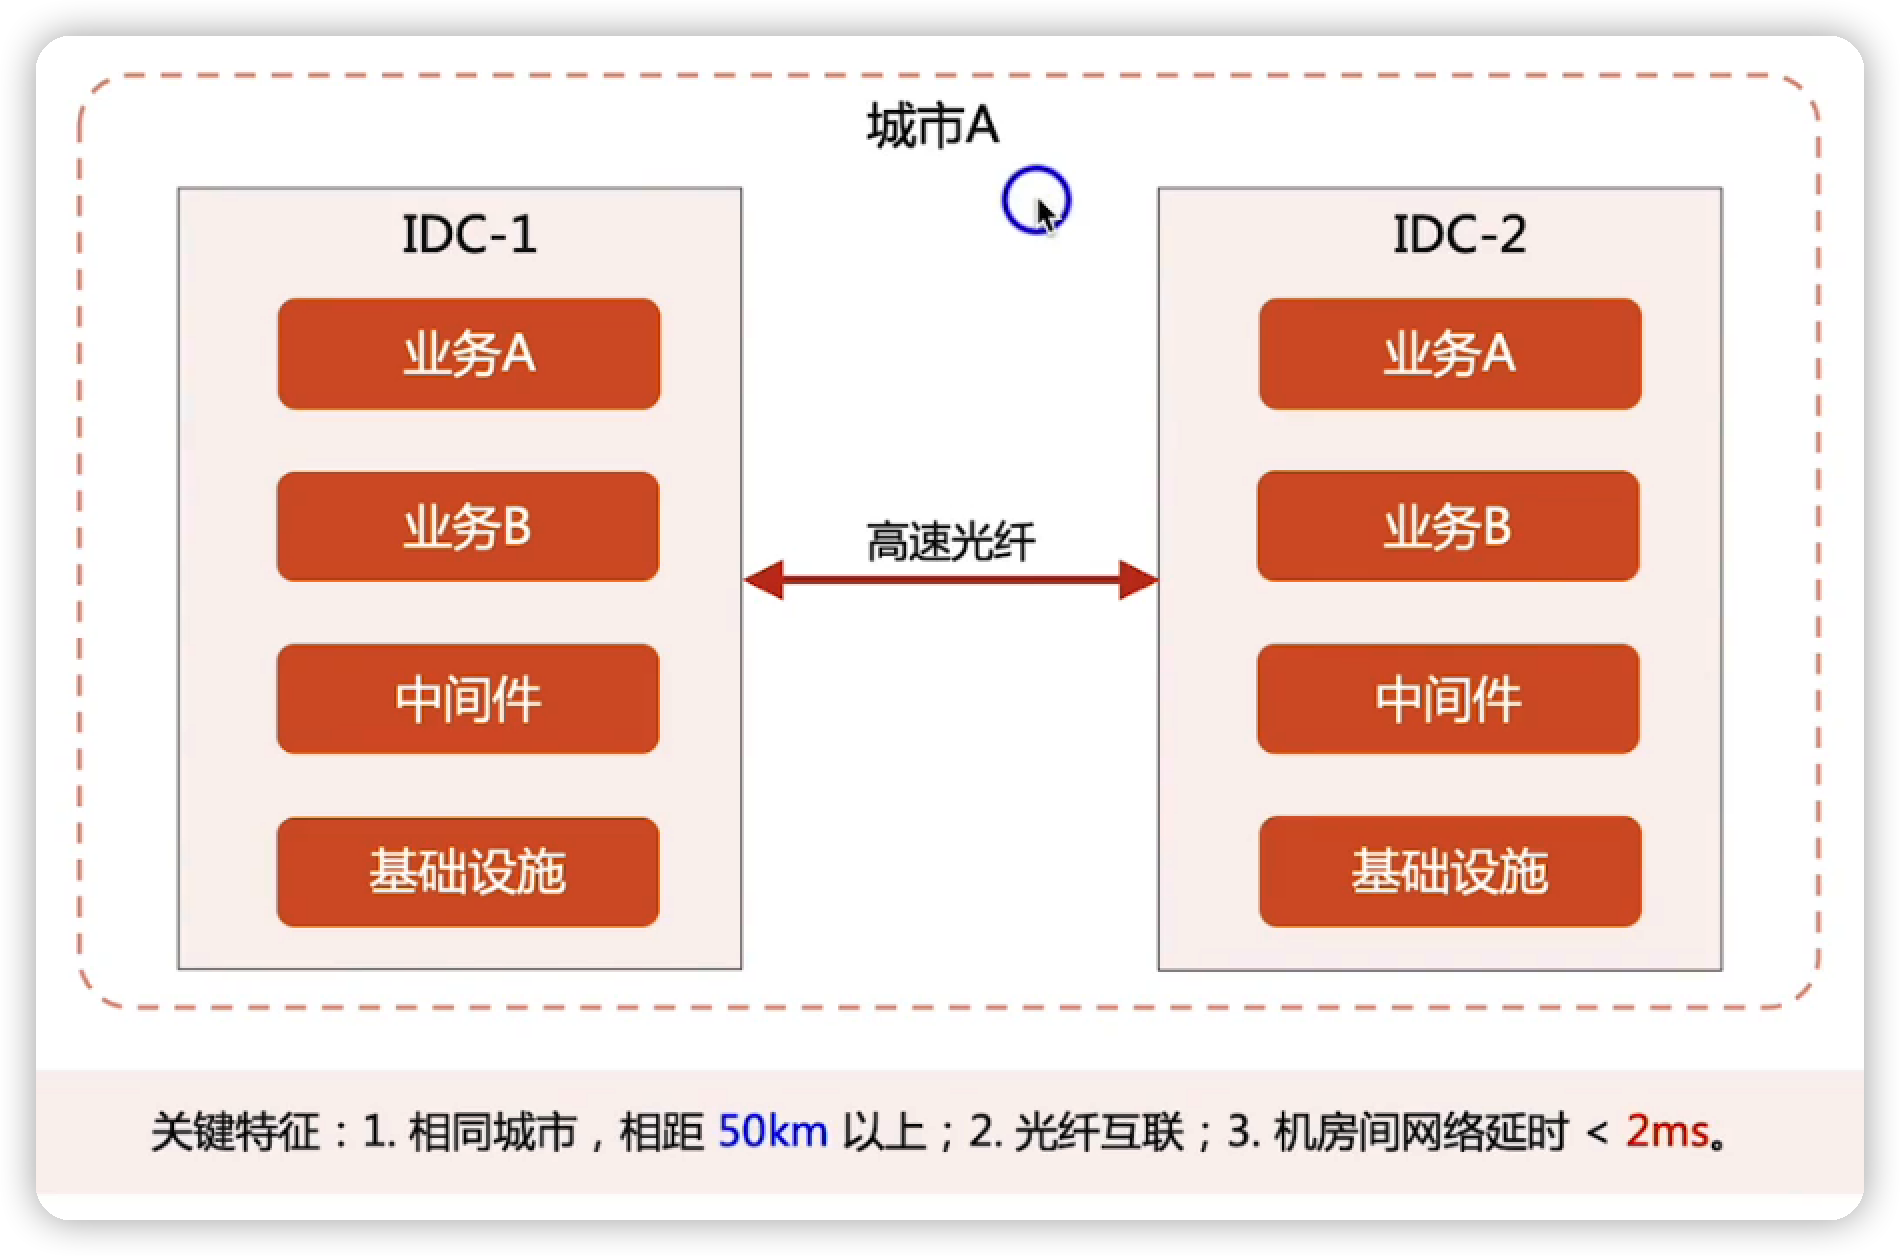 城市A
IDC-1
业务A
业务B
中间件
基础设施
高速光纤
IDC-2
业务A
业务B
中间件
基础设施
关键特征：1. 相同城市，相距 50km 以上；2. 光纤互联；3. 机房间网络延时 < 2ms。